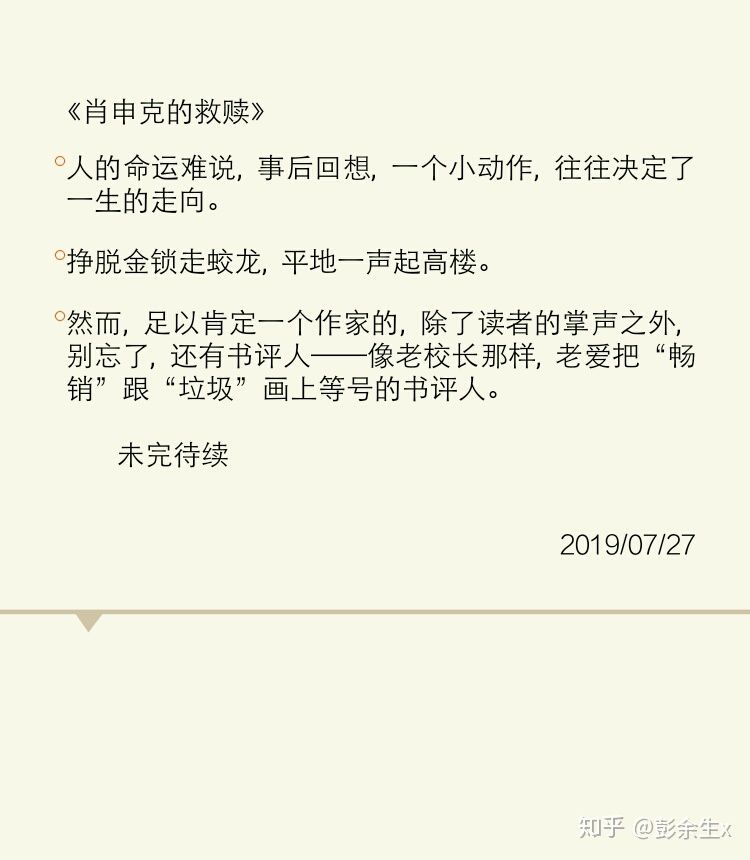 《肖申克的救赎》
人的命运难说, 事后回想, 一个小动作, 往往决定了
一生的走向。
挣脱金锁走蛟龙, 平地一声起高楼。
然而, 足以肯定一个作家的, 除了读者的掌声之外,
别忘了, 还有书评人——像老校长那样, 老爱把“畅
销”跟“垃圾”画上等号的书评人。
未完待续
2019/07/27
知乎 @彭余生x